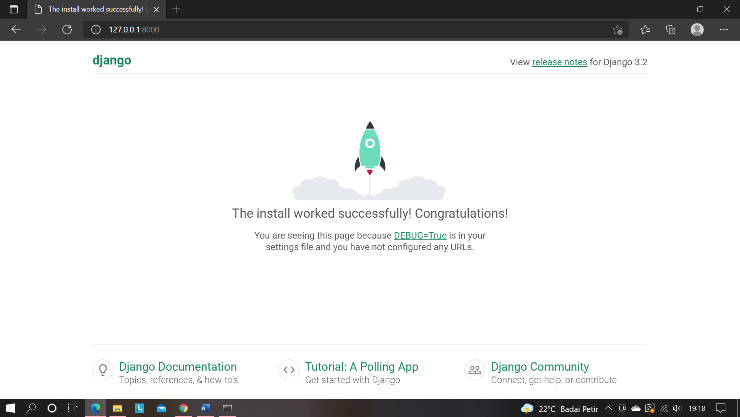 The install worked successfully!
127.0.0.1:8000
django
View release notes for Django 3.2
The install worked successfully! Congratulations!
You are seeing this page because DEBUG=True is in your
settings file and you have not configured any URLs.
Django Documentation
Topics, references, & how-to's
Tutorial: A Polling App
Get started with Django
Django Community
Connect, get help, or contribute
22°C Badai Petir
19:18